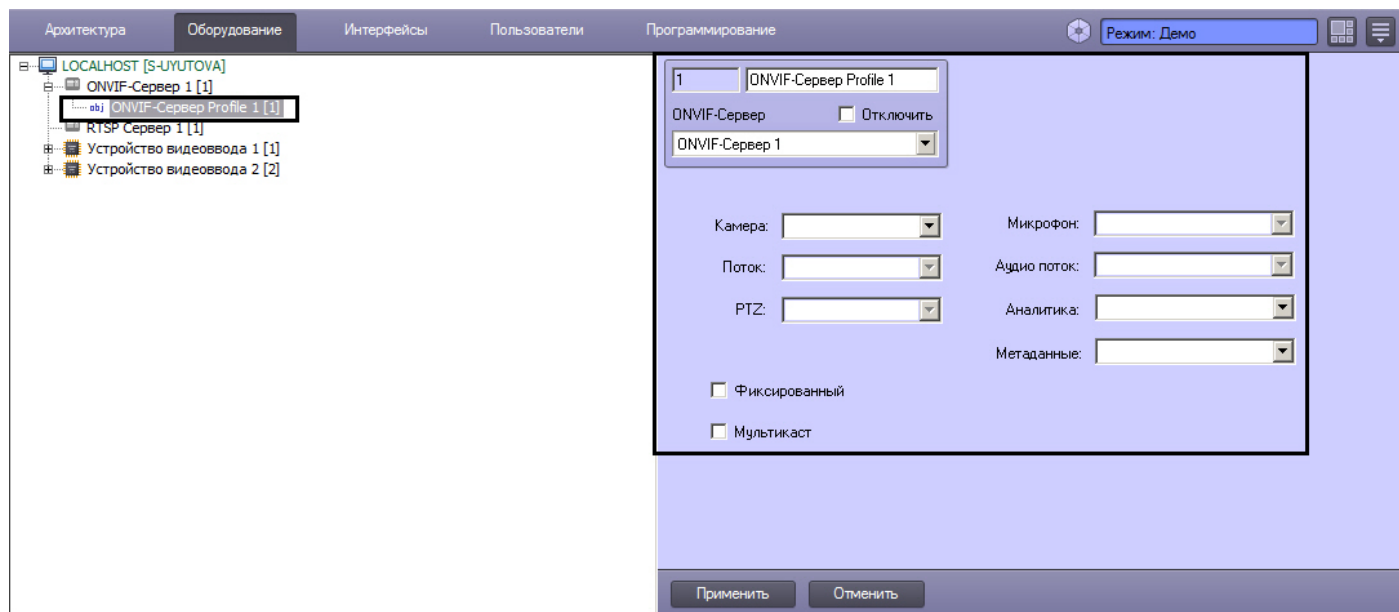 Архитектура Оборудование Интерфейсы Пользователи Программирование Режим: Демо
LOCALHOST [S-UYUTOVA]
ONVIF-Сервер 1 [1]
obj ONVIF-Сервер Profile 1 [1]
RTSP Сервер 1 [1]
Устройство видеоввода 1 [1]
Устройство видеоввода 2 [2]
1 ONVIF-Сервер Profile 1
ONVIF-Сервер Отключить
ONVIF-Сервер 1
Камера: Микрофон:
Поток: Аудио поток:
PTZ: Аналитика:
Метаданные:
Фиксированный
Мультикаст
Применить Отменить